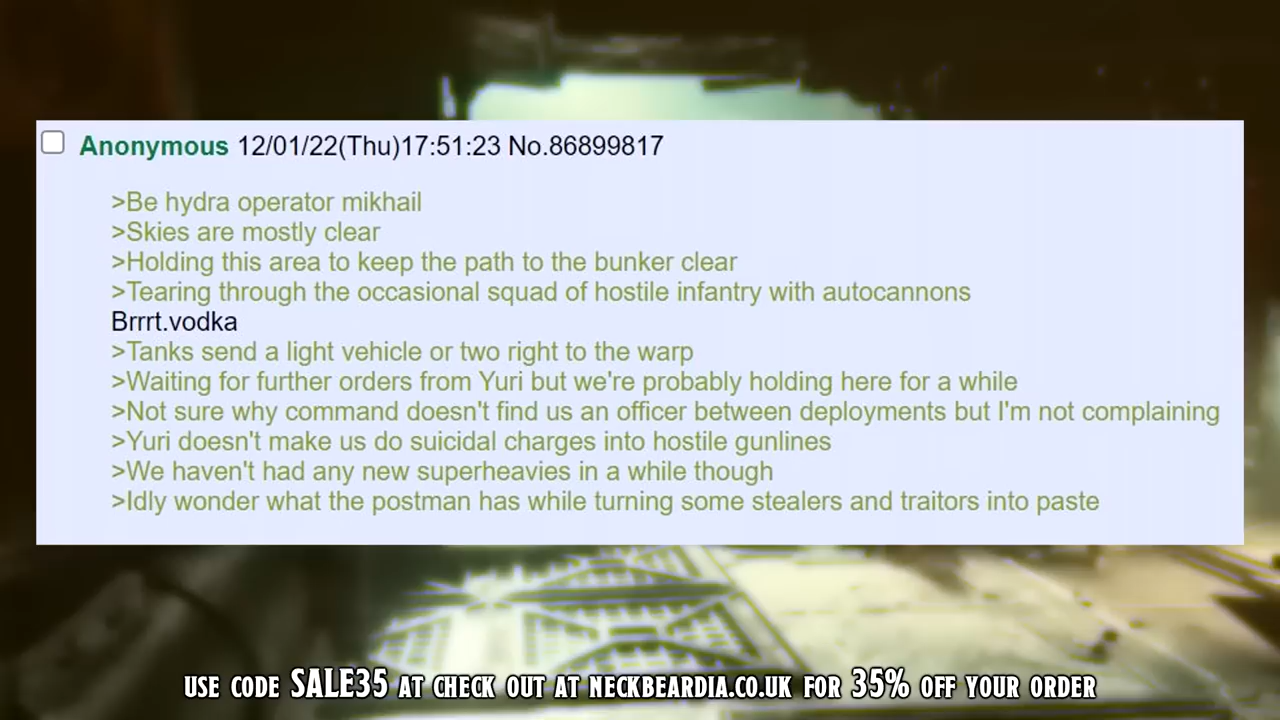 Anonymous 12/01/22(Thu)17:51:23 No.86899817
>Be hydra operator mikhail
>Skies are mostly clear
>Holding this area to keep the path to the bunker clear
>Tearing through the occasional squad of hostile infantry with autocannons
Brrrt.vodka
>Tanks send a light vehicle or two right to the warp
>Waiting for further orders from Yuri but we're probably holding here for a while
>Not sure why command doesn't find us an officer between deployments but I'm not complaining
>Yuri doesn't make us do suicidal charges into hostile gunlines
>We haven't had any new superheavies in a while though
>Idly wonder what the postman has while turning some stealers and traitors into paste
USE CODE SALE35 AT CHECK OUT AT NECKBEARDIA.CO.UK FOR 35% OFF YOUR ORDER